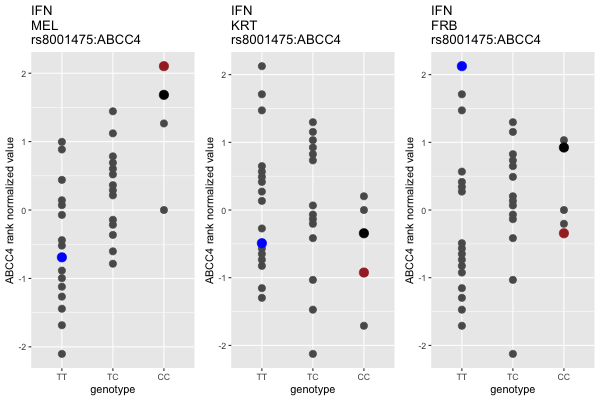 IFN
MEL
rs8001475:ABCC4
ABCC4 rank normalized value
2
1
0
-1
-2
TT
TC
CC
genotype
IFN
KRT
rs8001475:ABCC4
ABCC4 rank normalized value
2
1
0
-1
-2
TT
TC
CC
genotype
IFN
FRB
rs8001475:ABCC4
ABCC4 rank normalized value
2
1
0
-1
-2
TT
TC
CC
genotype